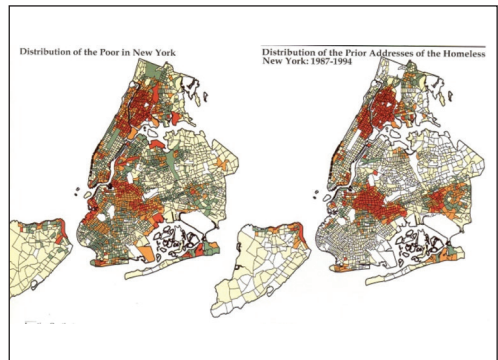 Distribution of the Poor in New York
Distribution of the Prior Addresses of the Homeless
New York: 1987-1994